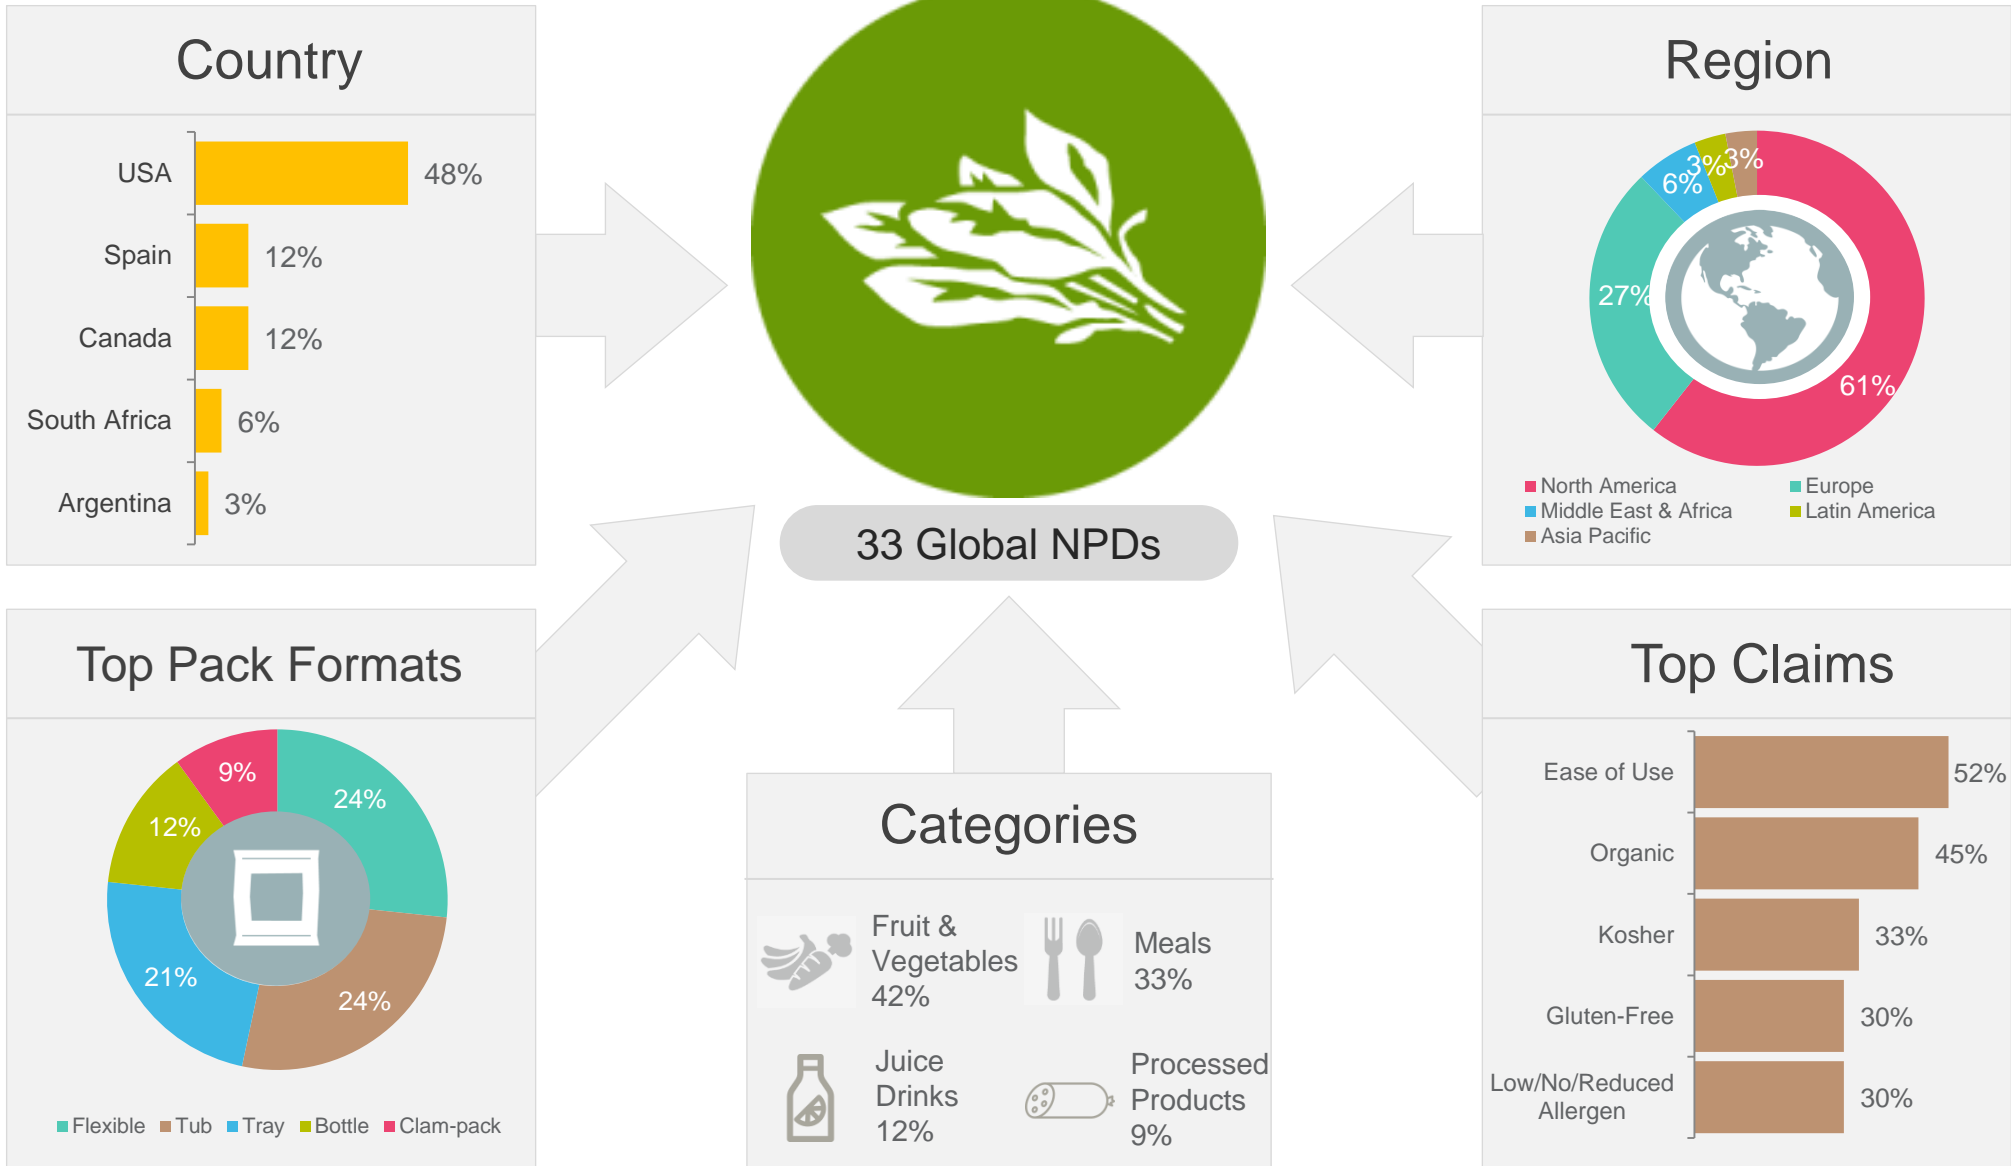 Country
USA
48%
Spain
12%
Canada
12%
South Africa
6%
Argentina
3%
33 Global NPDs
Region
3%
3%
6%
27%
61%
North America
Europe
Middle East & Africa
Latin America
Asia Pacific
Top Pack Formats
9%
24%
12%
21%
24%
Flexible
Tub
Tray
Bottle
Clam-pack
Categories
Fruit &
Vegetables
42%
Meals
33%
Juice
Drinks
12%
Processed
Products
9%
Top Claims
Ease of Use
52%
Organic
45%
Kosher
33%
Gluten-Free
30%
Low/No/Reduced
Allergen
30%